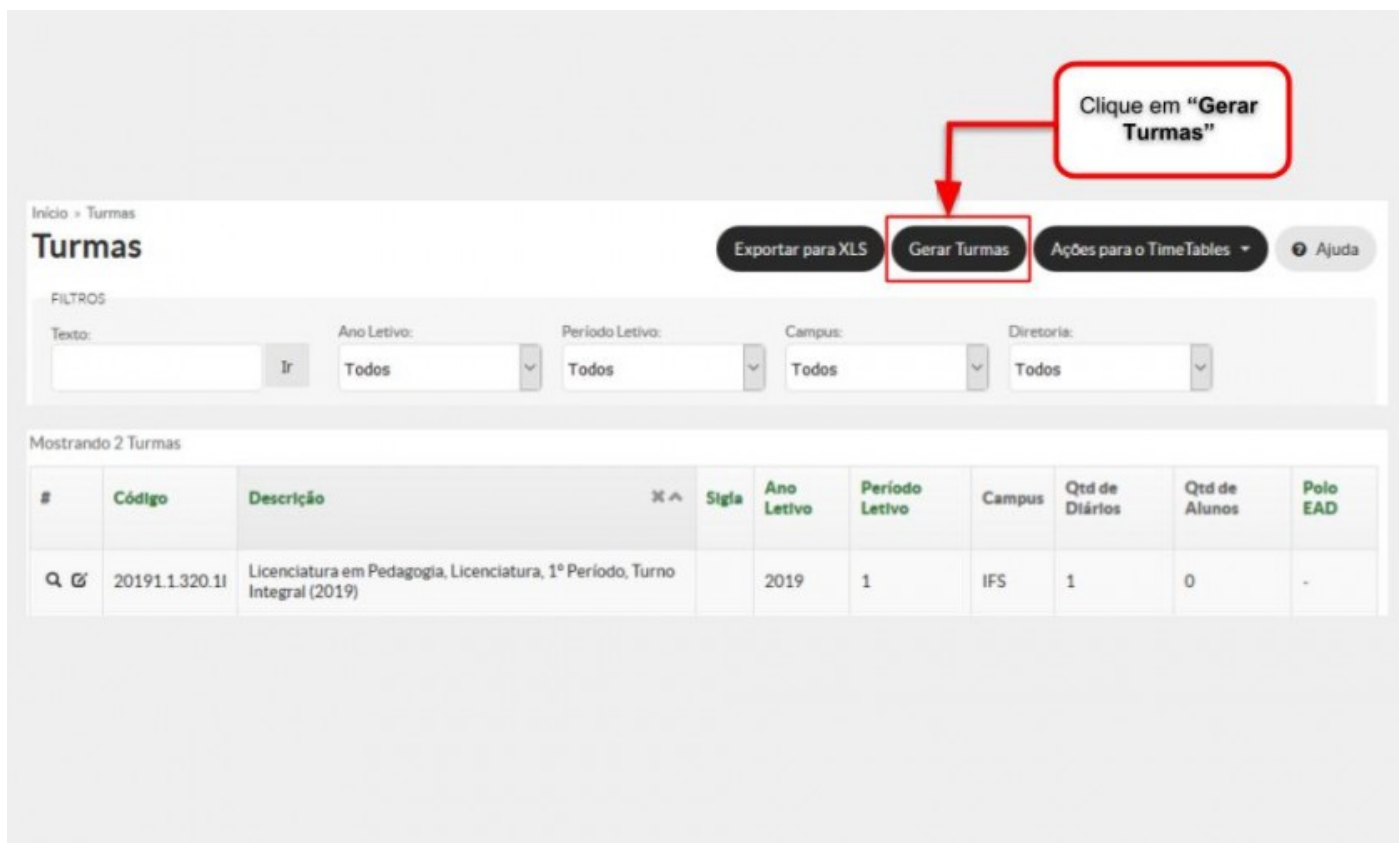 Clique em “Gerar
Turmas”
Início » Turmas
Turmas
Exportar para XLS
Gerar Turmas
Ações para o TimeTables
Ajuda
FILTROS
Texto:
Ano Letivo:
Período Letivo:
Campus:
Diretoria:
Ir
Todos
Todos
Todos
Todos
Mostrando 2 Turmas
#
Código
Descrição
Sigla
Ano
Letivo
Período
Letivo
Campus
Qtd de
Diários
Qtd de
Alunos
Polo
EAD
20191.1.320.1I
Licenciatura em Pedagogia, Licenciatura, 1º Período, Turno
Integral (2019)
2019
1
IFS
1
0
-